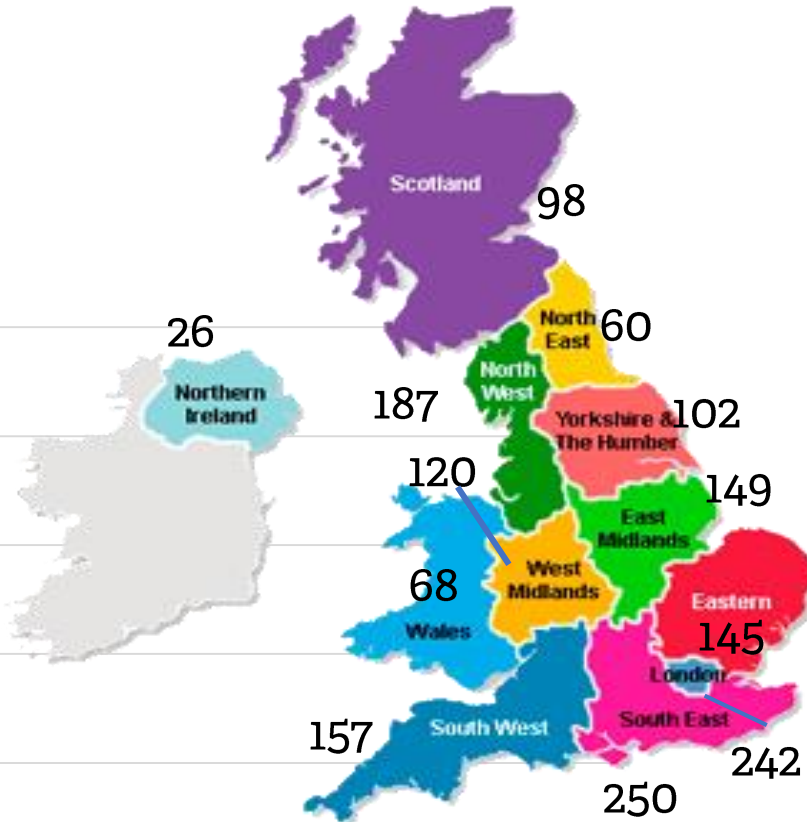 Scotland
98
North
East
60
26
Northern
Ireland
North
West
187
Yorkshire &
The Humber
102
120
149
East
Midlands
West
Midlands
68
Wales
Eastern
145
London
South East
South West
157
242
250